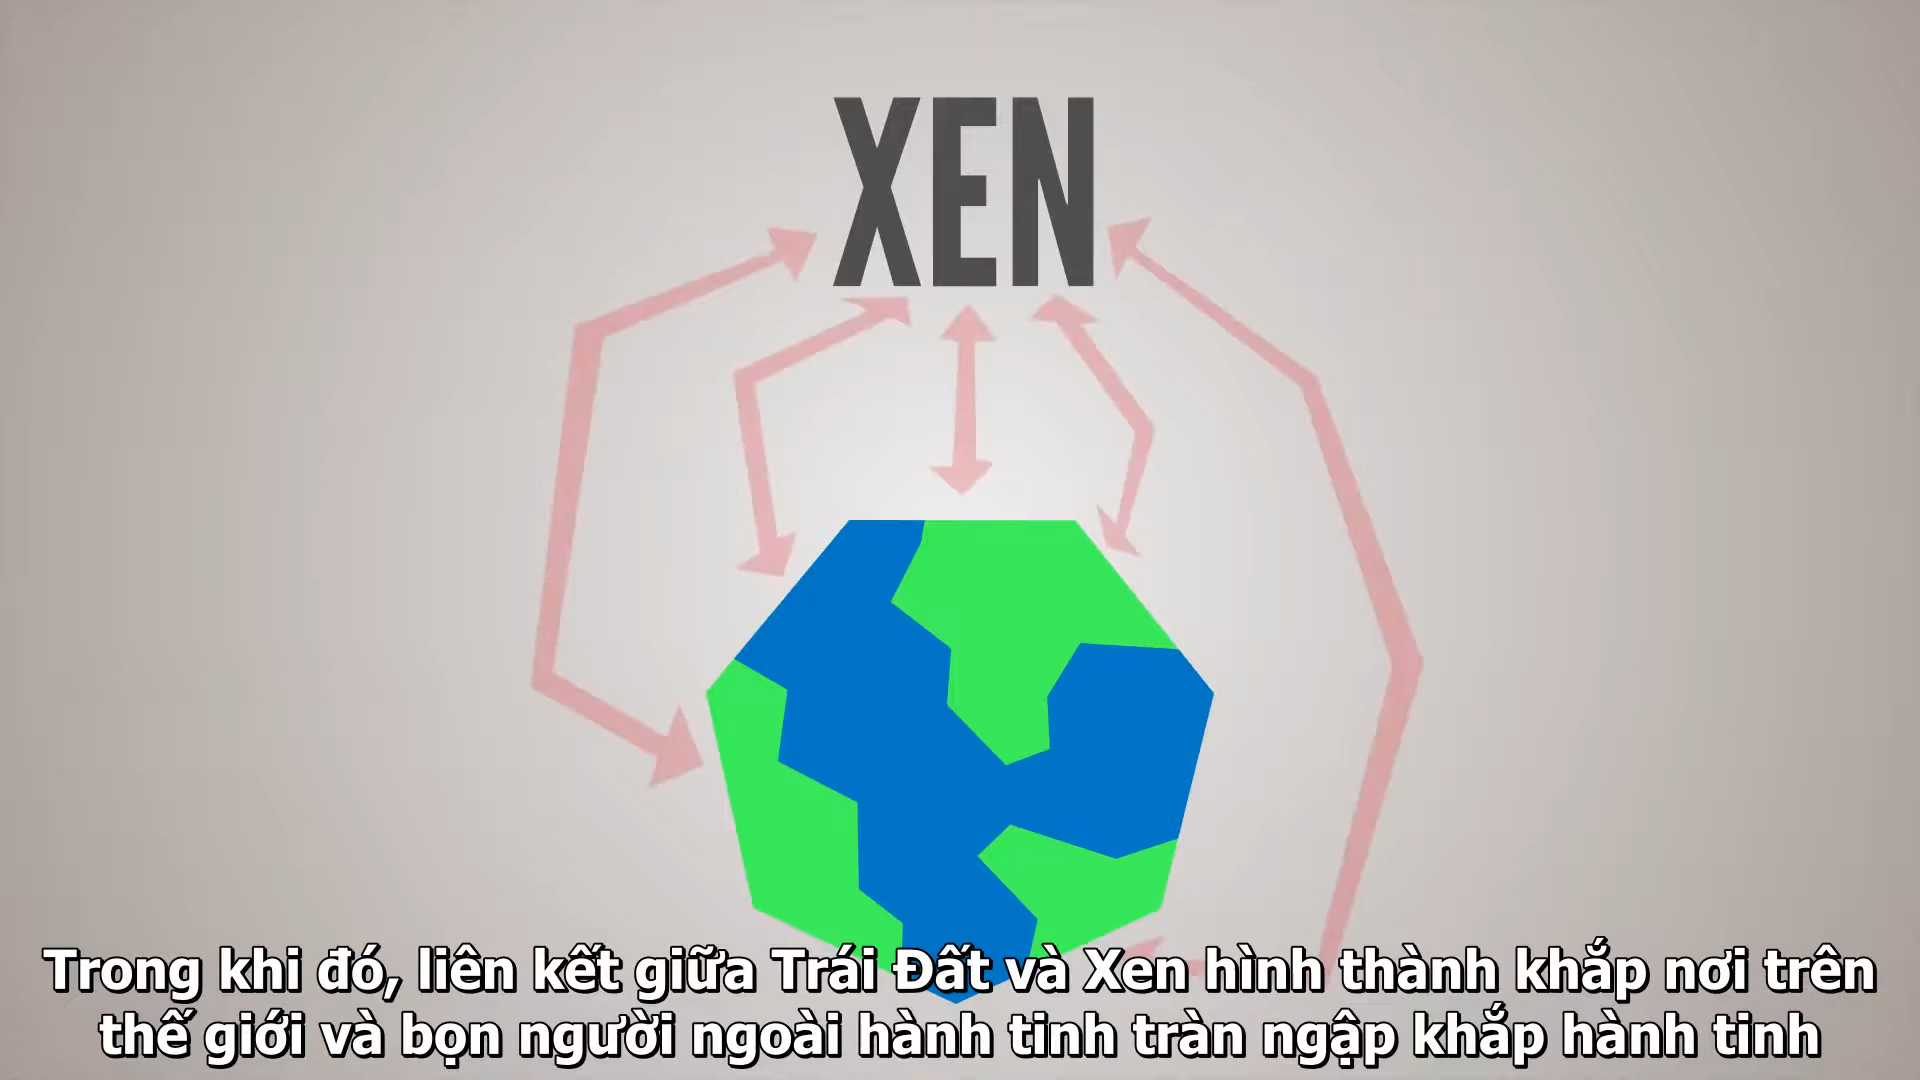 XEN
Trong khi đó, liên kết giữa Trái Đất và Xen hình thành khắp nơi trên
thế giới và bọn người ngoài hành tinh tràn ngập khắp hành tinh